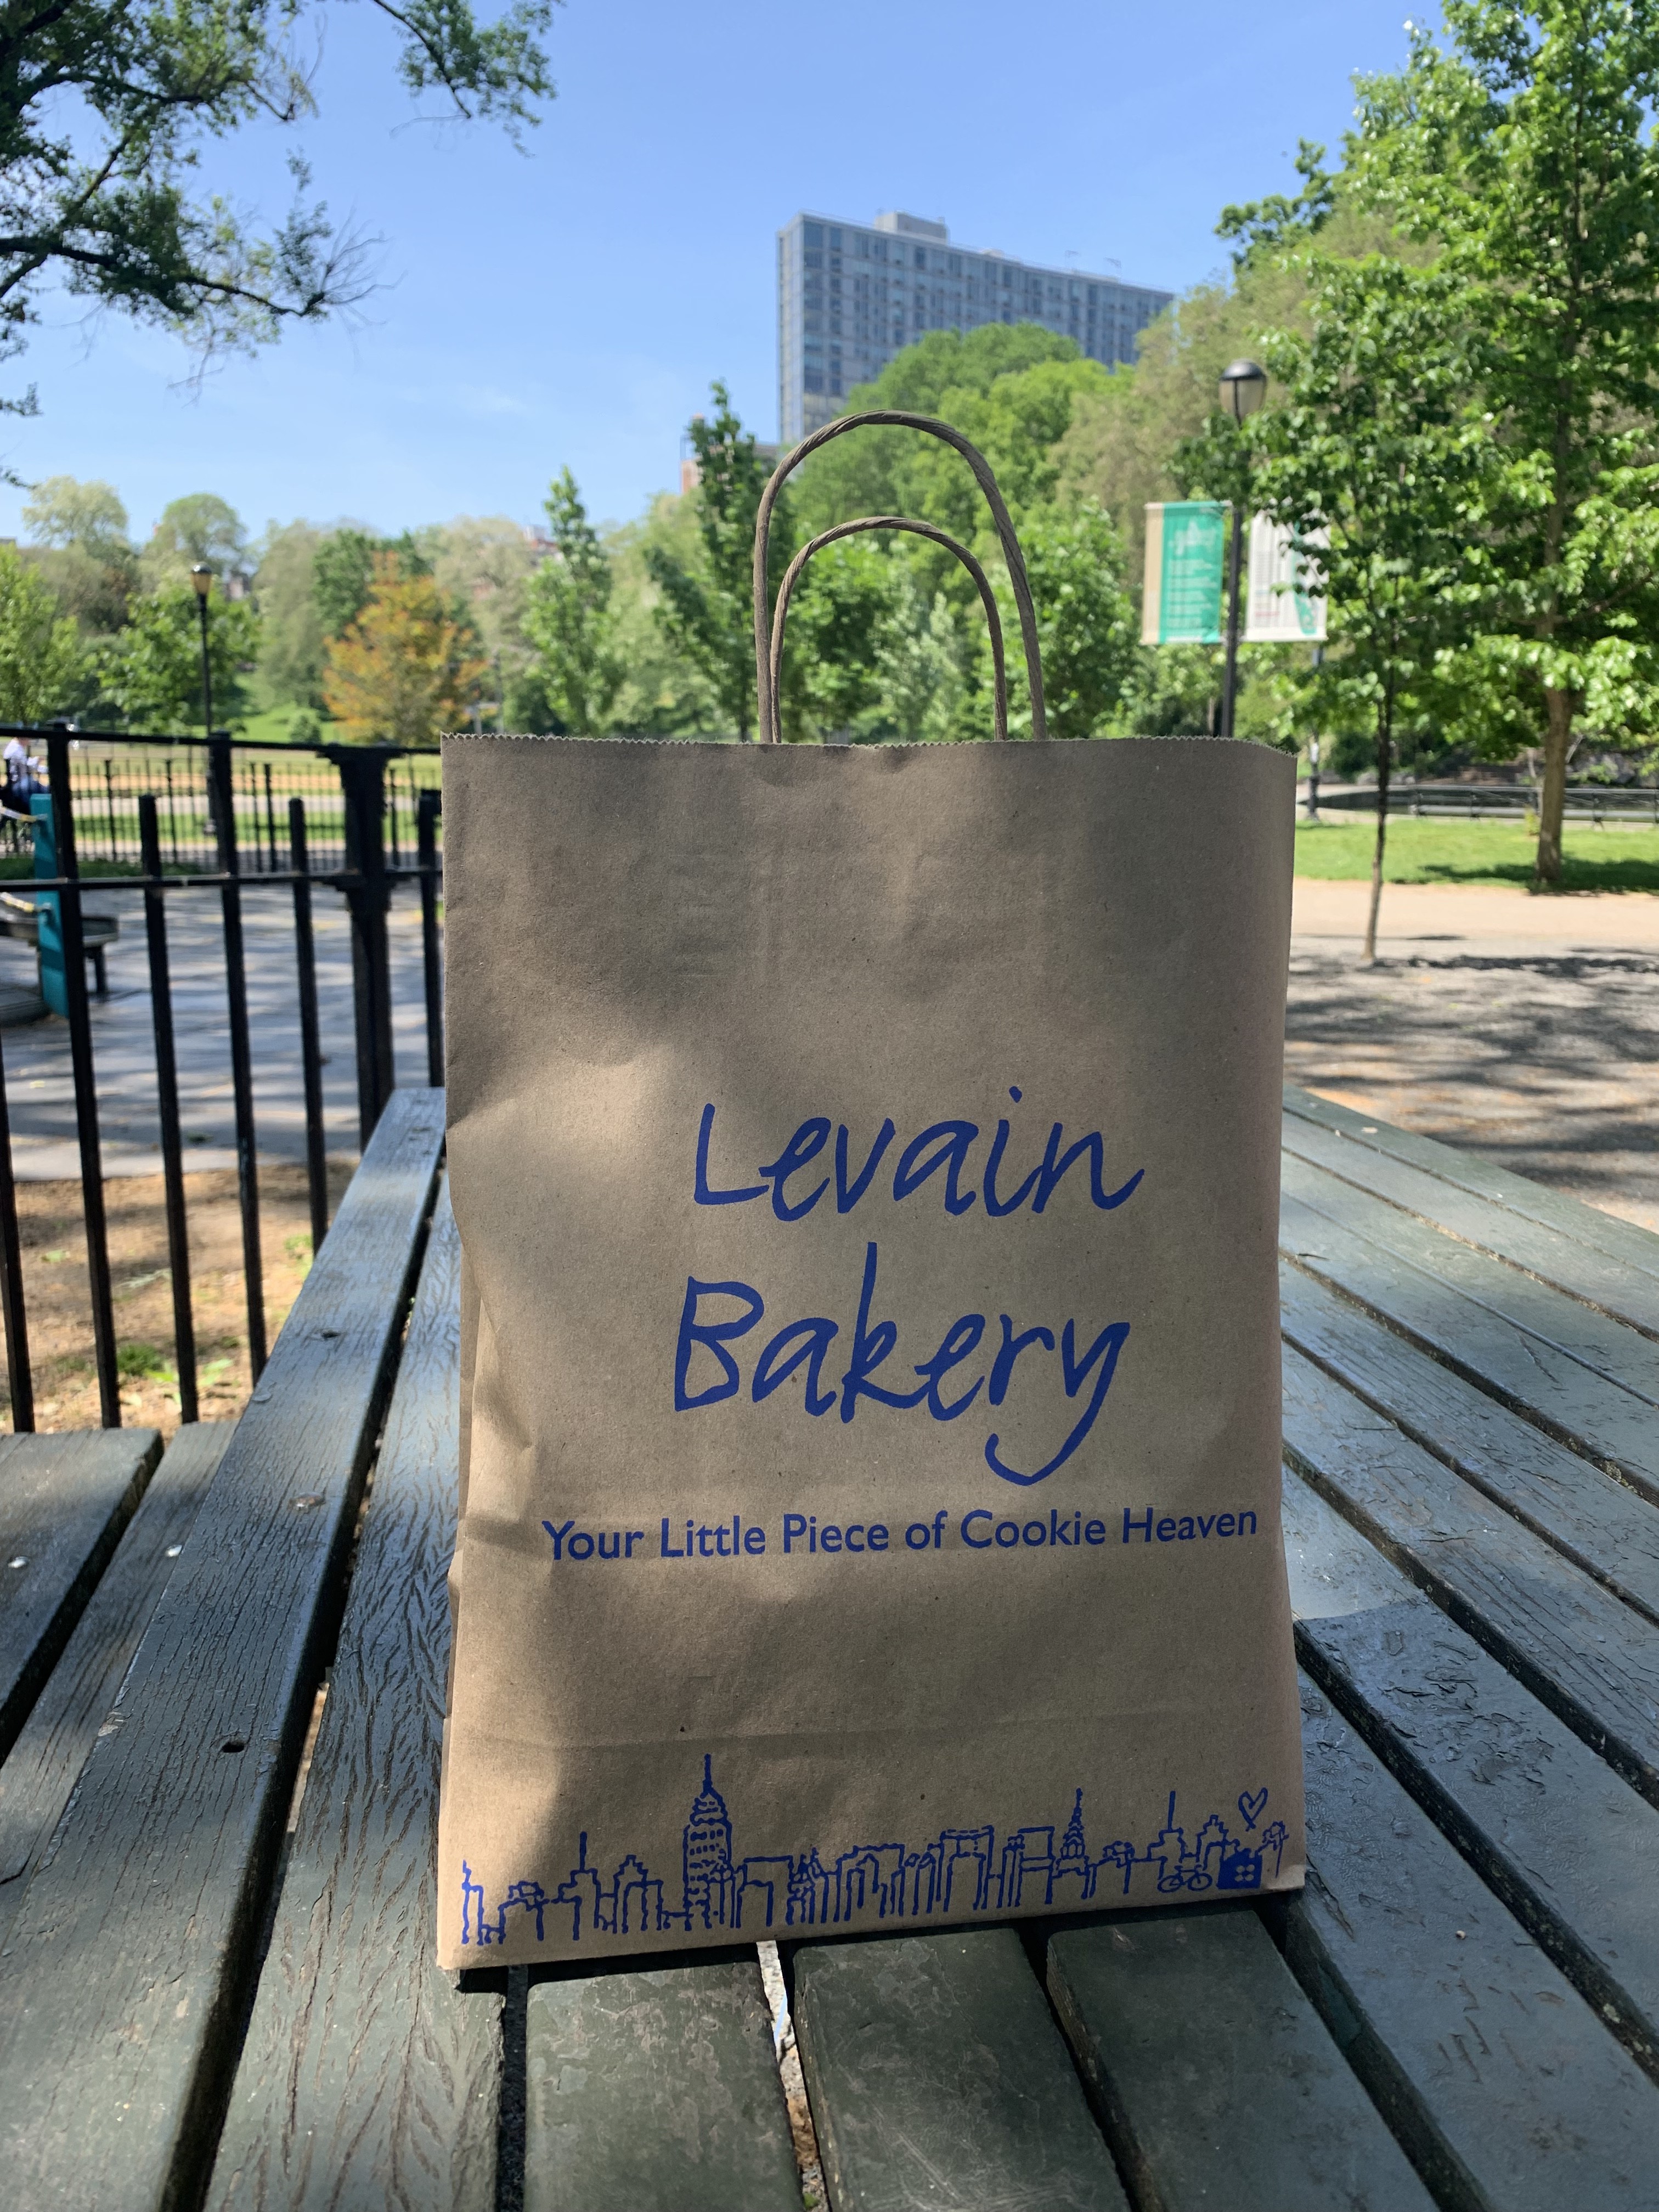 Levain
Bakery
Your Little Piece of Cookie Heaven